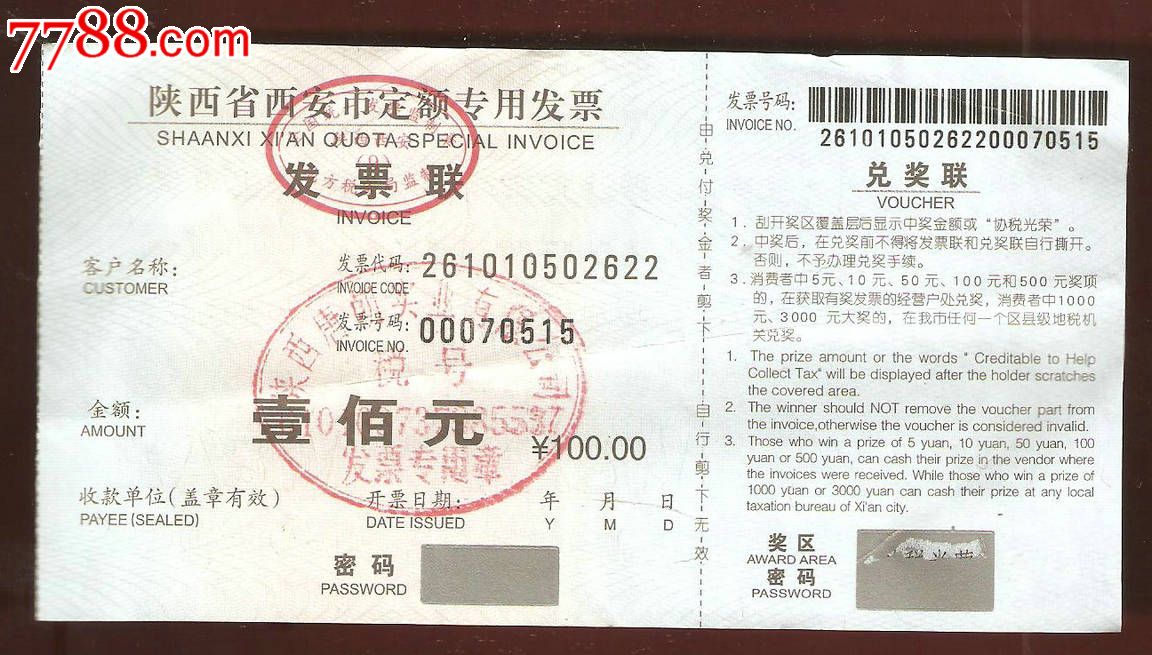 7788.com
陕西省西安市定额专用发票
SHAANXI XI'AN QUOTA SPECIAL INVOICE
发票联
INVOICE
客户名称:
CUSTOMER
发票代码: 261010502622
INVOICE CODE
发票号码: 00070515
INVOICE NO.
税号
金额:
AMOUNT
壹佰元
¥100.00
发票专用章
收款单位(盖章有效)
PAYEE (SEALED)
开票日期: 年 月 日
DATE ISSUED Y M D
密码
PASSWORD
申兑付奖金者剪下
自行剪下无效
发票号码:
INVOICE NO.
26101050262200070515
兑奖联
VOUCHER
1. 刮开奖区覆盖层后显示中奖金额或“协税光荣”。
2. 中奖后，在兑奖前不得将发票联和兑奖联自行撕开。
否则，不予办理兑奖手续。
3. 消费者中5元、10元、50元、100元和500元奖项
的，在获取有奖发票的经营户处兑奖，消费者中1000
元、3000元大奖的，在我市任何一个区县级地税机
关兑奖。
1. The prize amount or the words " Creditable to Help
Collect Tax" will be displayed after the holder scratches
the covered area.
2. The winner should NOT remove the voucher part from
the invoice,otherwise the voucher is considered invalid.
3. Those who win a prize of 5 yuan, 10 yuan, 50 yuan, 100
yuan or 500 yuan, can cash their prize in the vendor where
the invoices were received. While those who win a prize of
1000 yuan or 3000 yuan can cash their prize at any local
taxation bureau of Xi'an city.
奖区
AWARD AREA
密码
PASSWORD